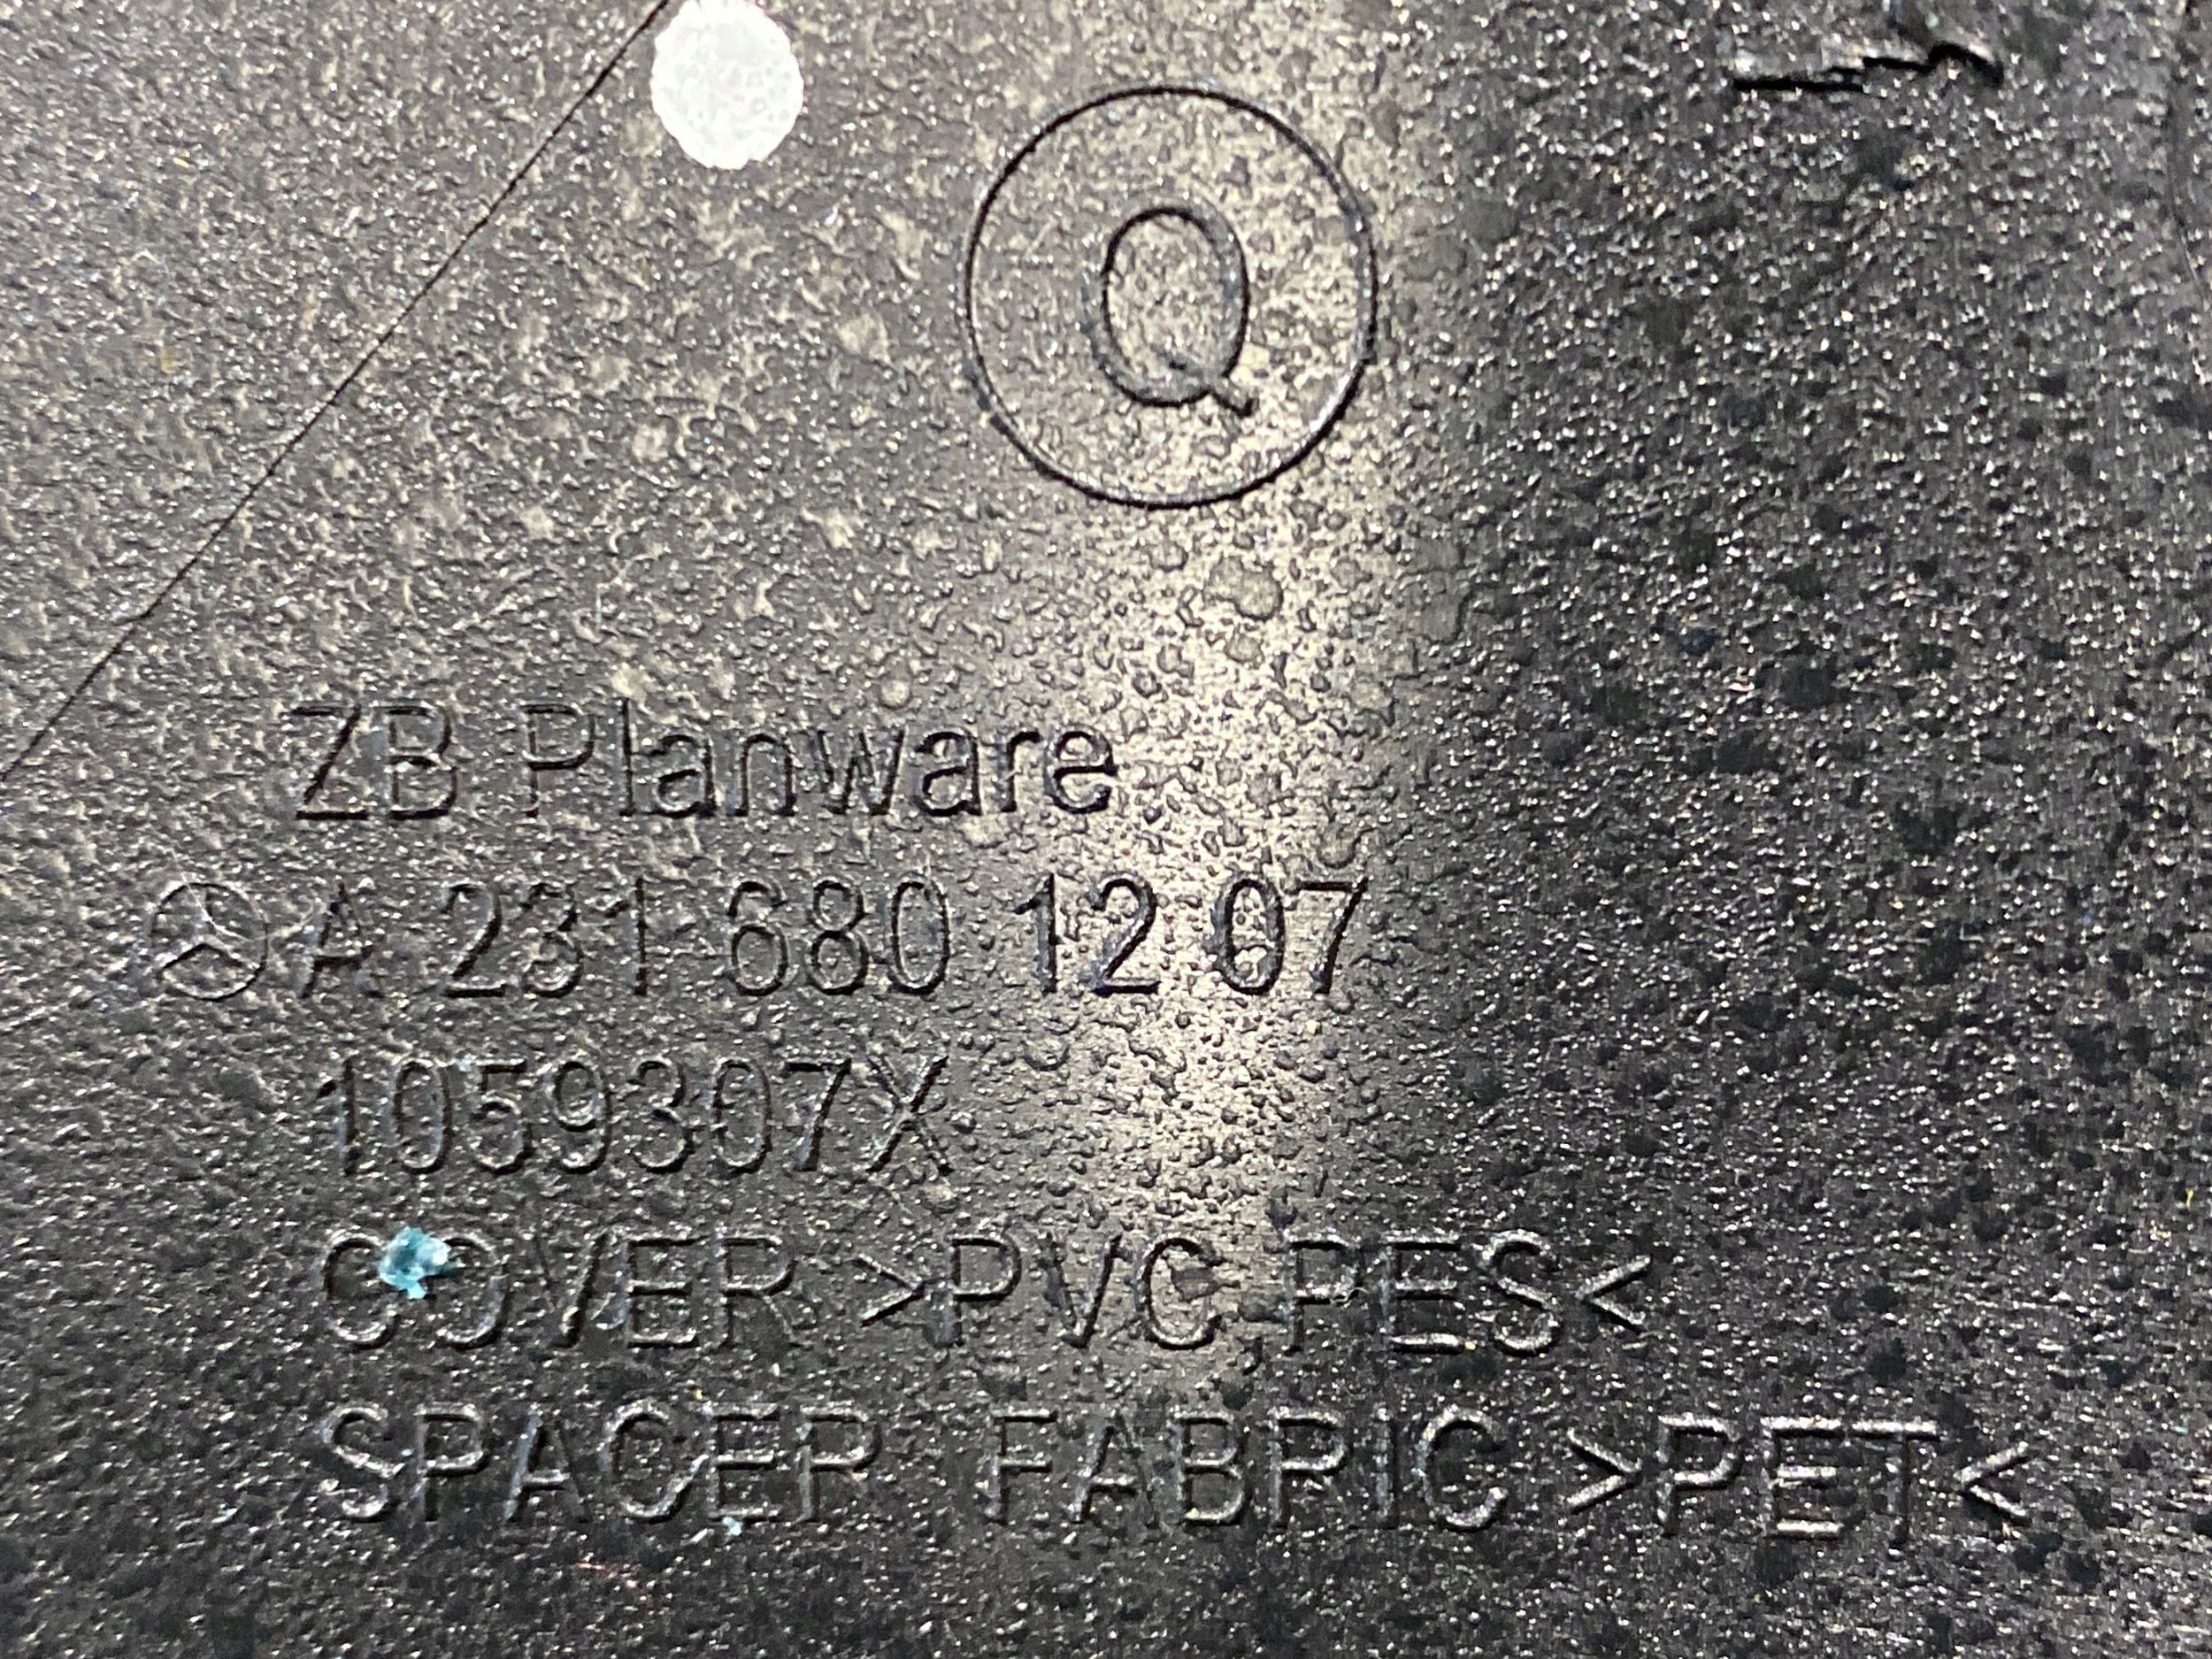 Q
ZB Planware
A 231 680 12 07
1059307X
COVER >PVC,PES<
SPACER FABRIC >PET<